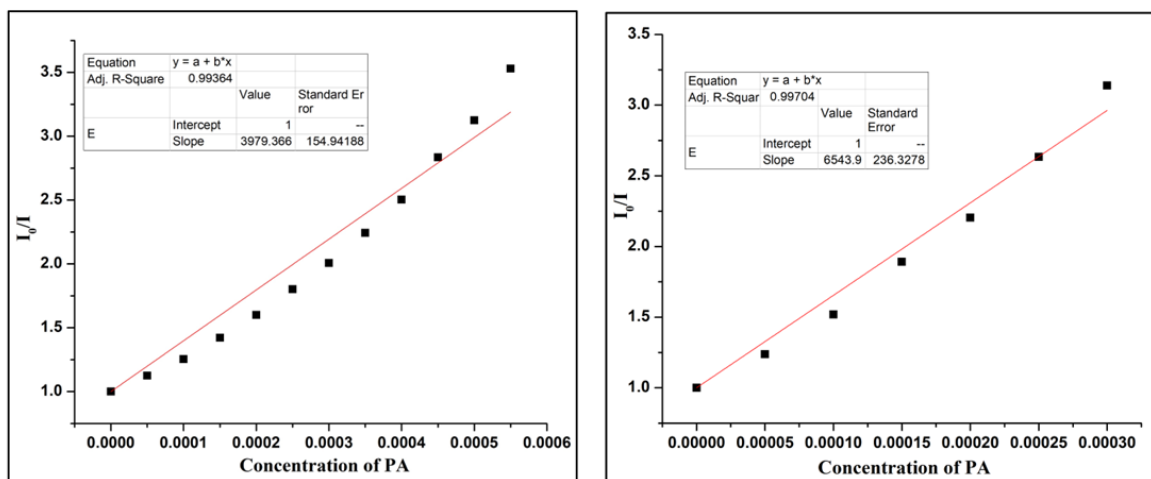 Equation y = a + b*x
Adj. R-Square 0.99364
Value Standard Er
ror
E Intercept 1 --
Slope 3979.366 154.94188
3.5
3.0
2.5
2.0
1.5
1.0
I0/I
0.0000 0.0001 0.0002 0.0003 0.0004 0.0005 0.0006
Concentration of PA
Equation y = a + b*x
Adj. R-Squar 0.99704
Value Standard
Error
E Intercept 1 --
Slope 6543.9 236.3278
3.5
3.0
2.5
2.0
1.5
1.0
I0/I
0.00000 0.00005 0.00010 0.00015 0.00020 0.00025 0.00030
Concentration of PA